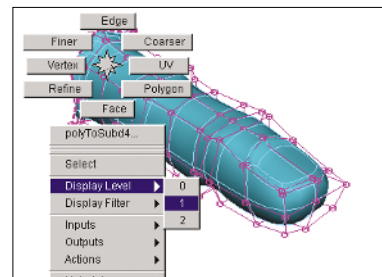 Edge
Finer Coarser
Vertex UV
Refine Polygon
Face
polyToSubd4...
Select
Display Level 0
Display Filter 1
2
Inputs
Outputs
Actions